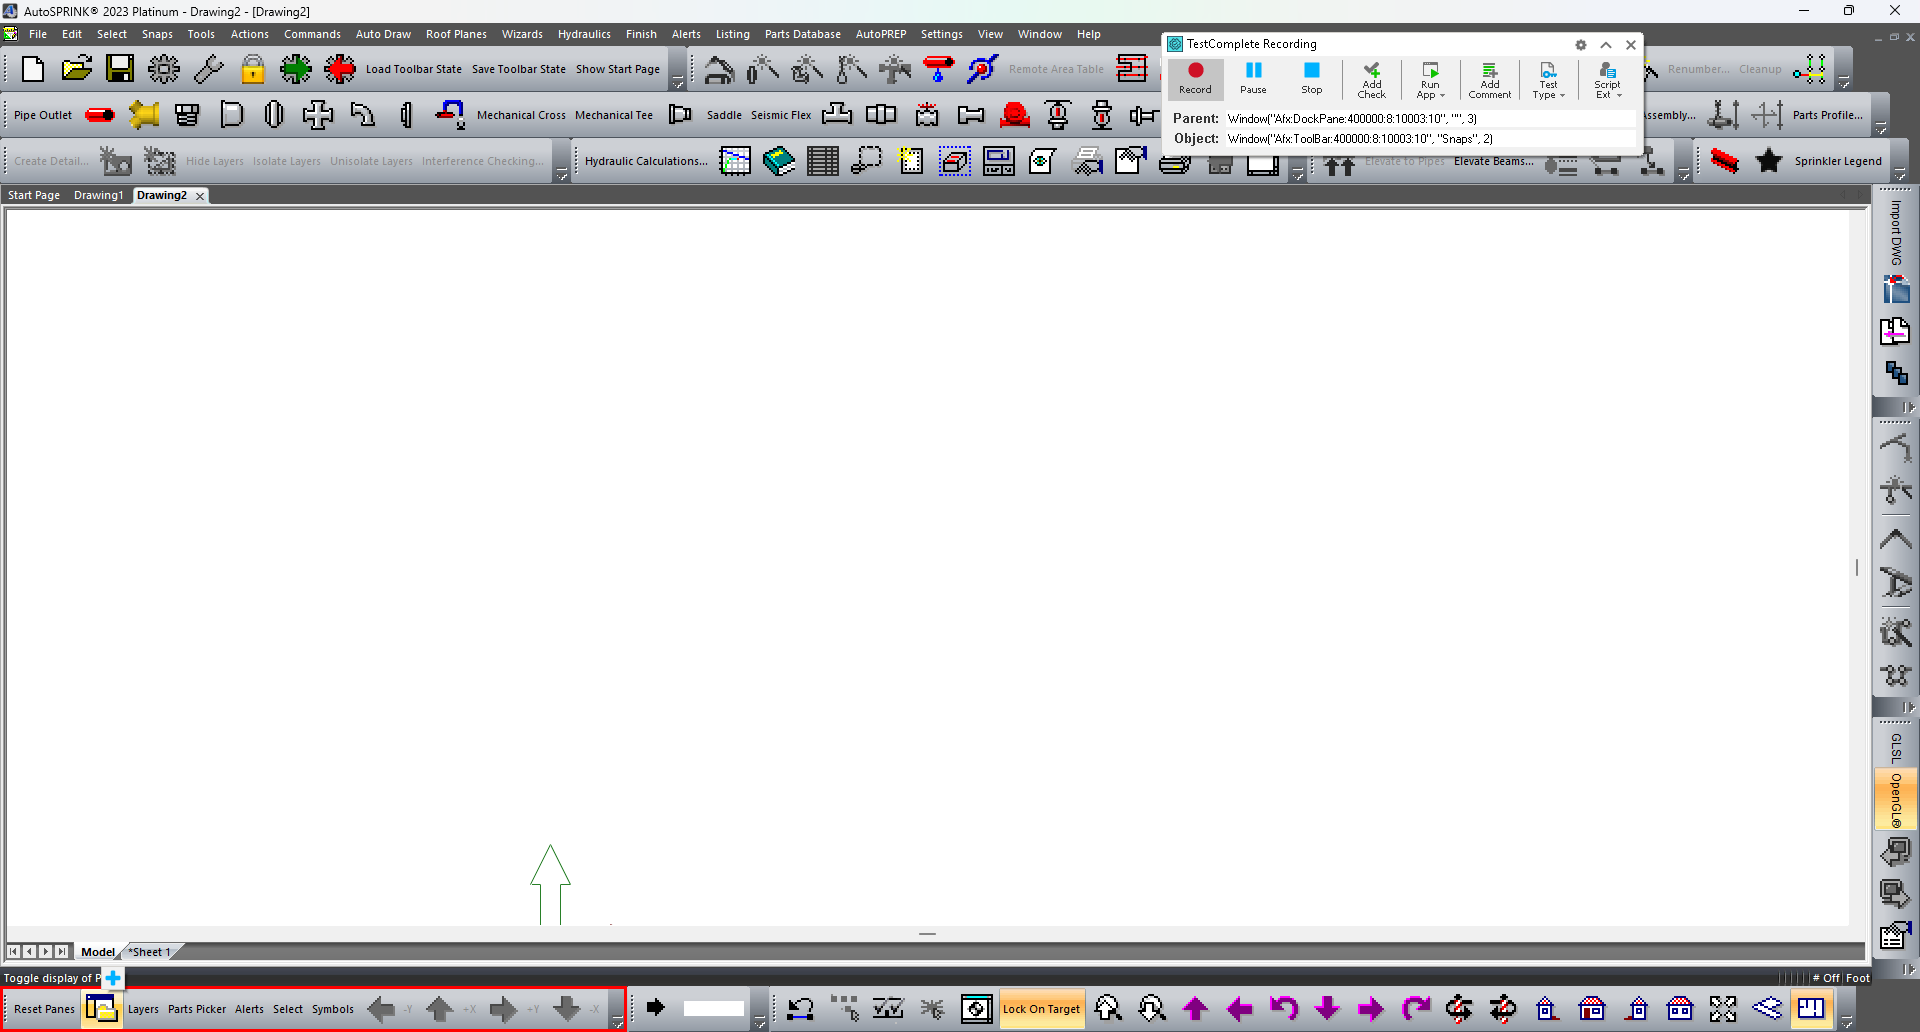 AutoSPRINK® 2023 Platinum - Drawing2 - [Drawing2]
File Edit Select Snaps Tools Actions Commands Auto Draw Roof Planes Wizards Hydraulics Finish Alerts Listing Parts Database AutoPREP Settings View Window Help
TestComplete Recording
Load Toolbar State Save Toolbar State Show Start Page
Remote Area Table
Renumber... Cleanup
Record Pause Stop Add Check Run App Add Comment Test Type Script Ext
Parent: Window("Afx:DockPane:400000:8:10003:10", "", 3)
Object: Window("Afx:ToolBar:400000:8:10003:10", "Snaps", 2)
Pipe Outlet
Mechanical Cross Mechanical Tee
Saddle Seismic Flex
ssembly...
Parts Profile...
Create Detail...
Hide Layers Isolate Layers Unisolate Layers Interference Checking...
Hydraulic Calculations...
Elevate to Pipes Elevate Beams...
Sprinkler Legend
Start Page Drawing1 Drawing2
Import DWG
GLSL
OpenGL®
Model *Sheet 1
Toggle display of P
# Off Foot
Reset Panes Layers Parts Picker Alerts Select Symbols -Y +X +Y -X
Lock On Target